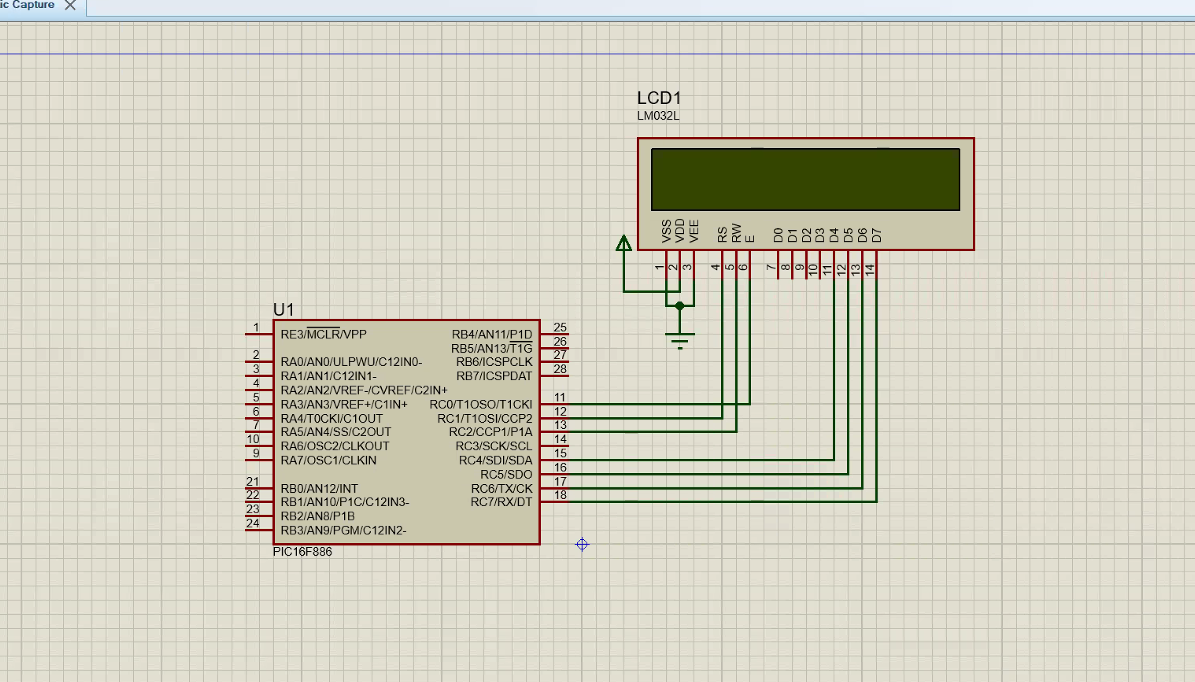 ic Capture
LCD1
LM032L
VSS
VDD
VEE
RS
RW
E
D0
D1
D2
D3
D4
D5
D6
D7
1
2
3
4
5
6
7
8
9
10
11
12
13
14
U1
1 RE3/MCLR/VPP RB4/AN11/P1D 25
RB5/AN13/T1G 26
2 RA0/AN0/ULPWU/C12IN0- RB6/ICSPCLK 27
3 RA1/AN1/C12IN1- RB7/ICSPDAT 28
4 RA2/AN2/VREF-/CVREF/C2IN+
5 RA3/AN3/VREF+/C1IN+ RC0/T1OSO/T1CKI 11
6 RA4/T0CKI/C1OUT RC1/T1OSI/CCP2 12
7 RA5/AN4/SS/C2OUT RC2/CCP1/P1A 13
10 RA6/OSC2/CLKOUT RC3/SCK/SCL 14
9 RA7/OSC1/CLKIN RC4/SDI/SDA 15
RC5/SDO 16
21 RB0/AN12/INT RC6/TX/CK 17
22 RB1/AN10/P1C/C12IN3- RC7/RX/DT 18
23 RB2/AN8/P1B
24 RB3/AN9/PGM/C12IN2-
PIC16F886